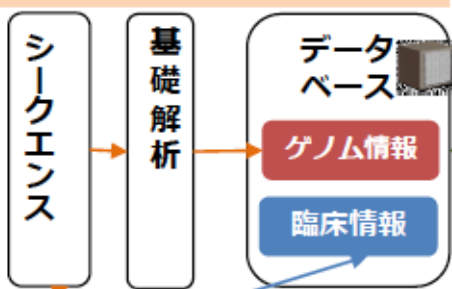 シークエンス
基礎解析
データ
ベース
ゲノム情報
臨床情報